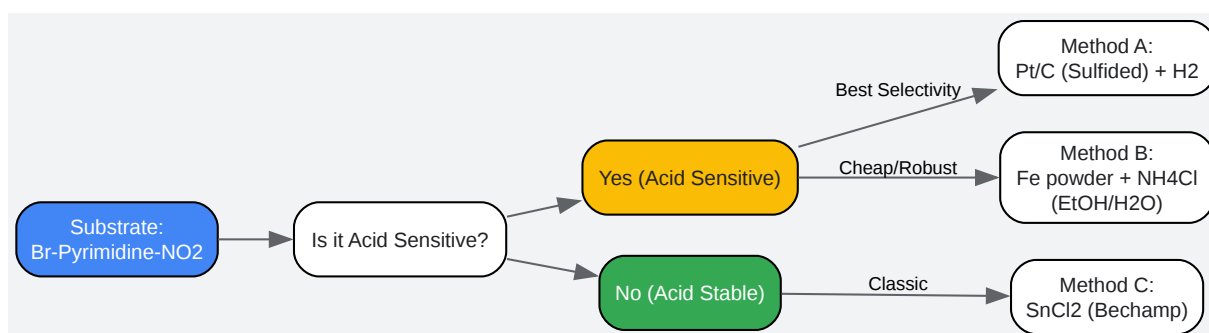 Substrate:
Br-Pyrimidine-NO2
Is it Acid Sensitive?
Yes (Acid Sensitive)
No (Acid Stable)
Best Selectivity
Cheap/Robust
Classic
Method A:
Pt/C (Sulfided) + H2
Method B:
Fe powder + NH4Cl
(EtOH/H2O)
Method C:
SnCl2 (Bechamp)